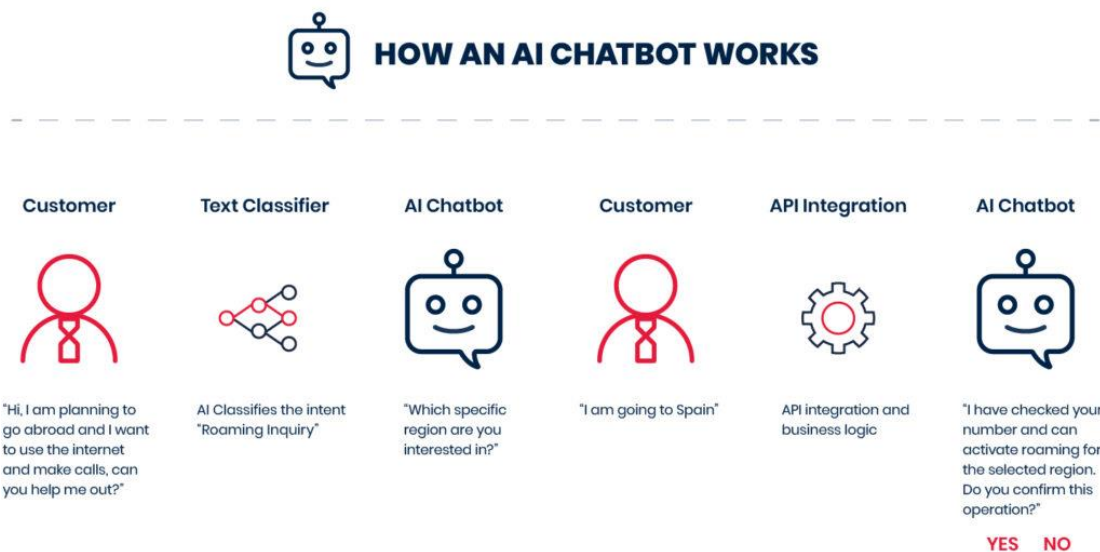 HOW AN AI CHATBOT WORKS
Customer
"Hi, I am planning to
go abroad and I want
to use the internet
and make calls, can
you help me out?"
Text Classifier
AI Classifies the intent
"Roaming Inquiry"
AI Chatbot
"Which specific
region are you
interested in?"
Customer
"I am going to Spain"
API Integration
API integration and
business logic
AI Chatbot
"I have checked your
number and can
activate roaming for
the selected region.
Do you confirm this
operation?"
YES NO